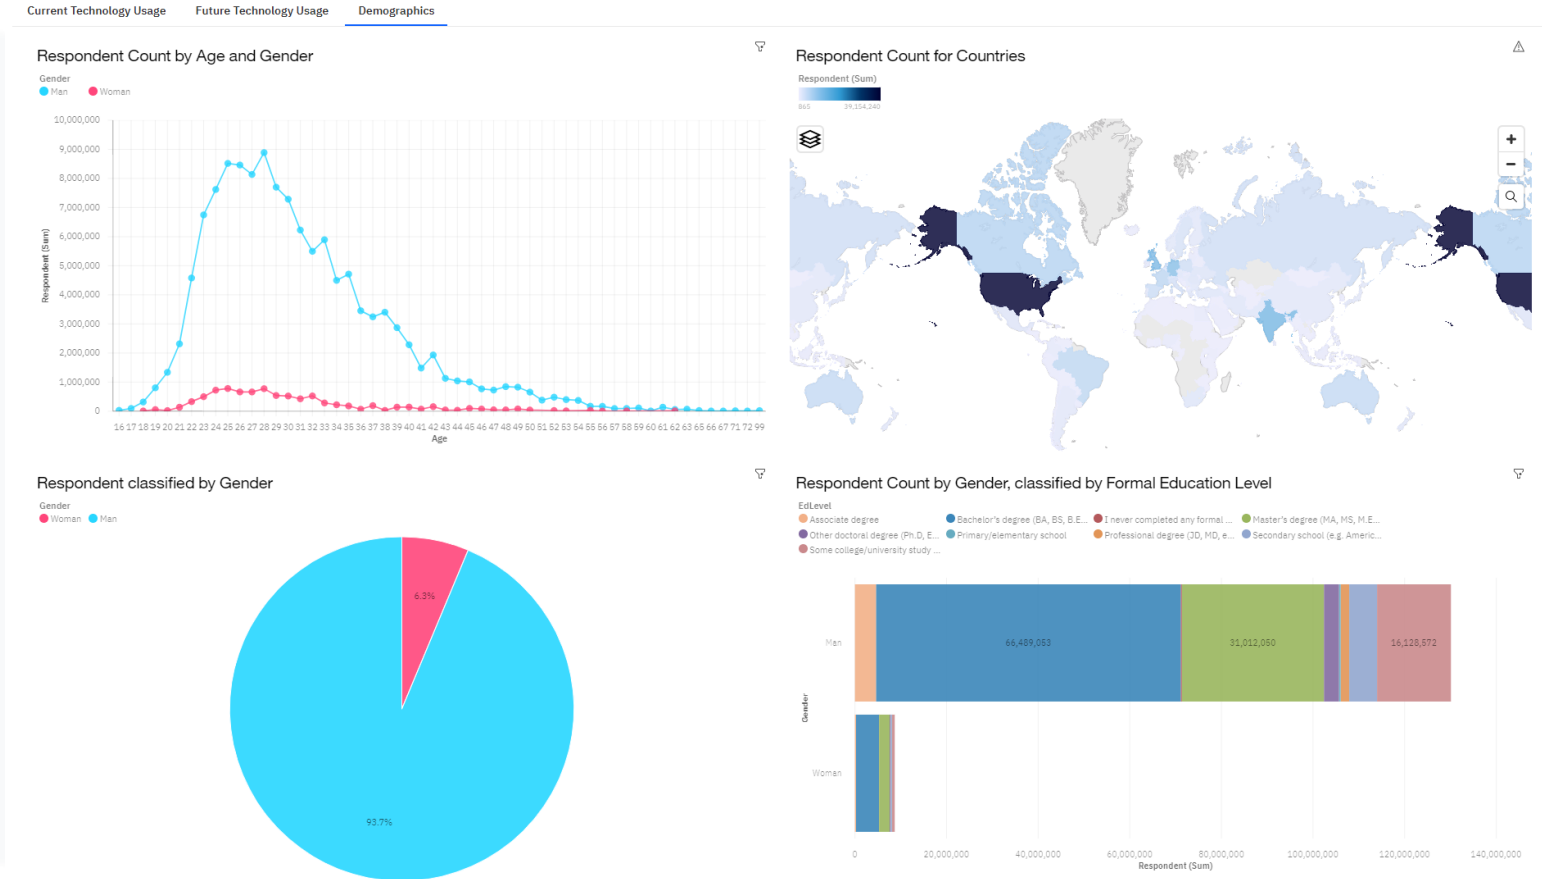 Current Technology Usage Future Technology Usage Demographics
Respondent Count by Age and Gender
Gender
Man Woman
10,000,000
9,000,000
8,000,000
7,000,000
6,000,000
5,000,000
4,000,000
3,000,000
2,000,000
1,000,000
0
Respondent (Sum)
16 17 18 19 20 21 22 23 24 25 26 27 28 29 30 31 32 33 34 35 36 37 38 39 40 41 42 43 44 45 46 47 48 49 50 51 52 53 54 55 56 57 58 59 60 61 62 63 65 66 67 71 72 99
Age
Respondent Count for Countries
Respondent (Sum)
865 39,154,240
Respondent classified by Gender
Gender
Woman Man
6.3%
93.7%
Respondent Count by Gender, classified by Formal Education Level
EdLevel
Associate degree Bachelor's degree (BA, BS, B.E... I never completed any formal ... Master's degree (MA, MS, M.E...
Other doctoral degree (Ph.D, E... Primary/elementary school Professional degree (JD, MD, e... Secondary school (e.g. Americ...
Some college/university study ...
Man
66,489,053 31,012,050 16,128,572
Gender
Woman
0 20,000,000 40,000,000 60,000,000 80,000,000 100,000,000 120,000,000 140,000,000
Respondent (Sum)